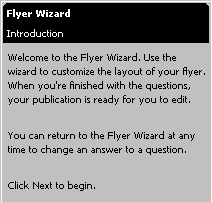 Flyer Wizard
Introduction
Welcome to the Flyer Wizard. Use the
wizard to customize the layout of your flyer.
When you're finished with the questions,
your publication is ready for you to edit.
You can return to the Flyer Wizard at any
time to change an answer to a question.
Click Next to begin.